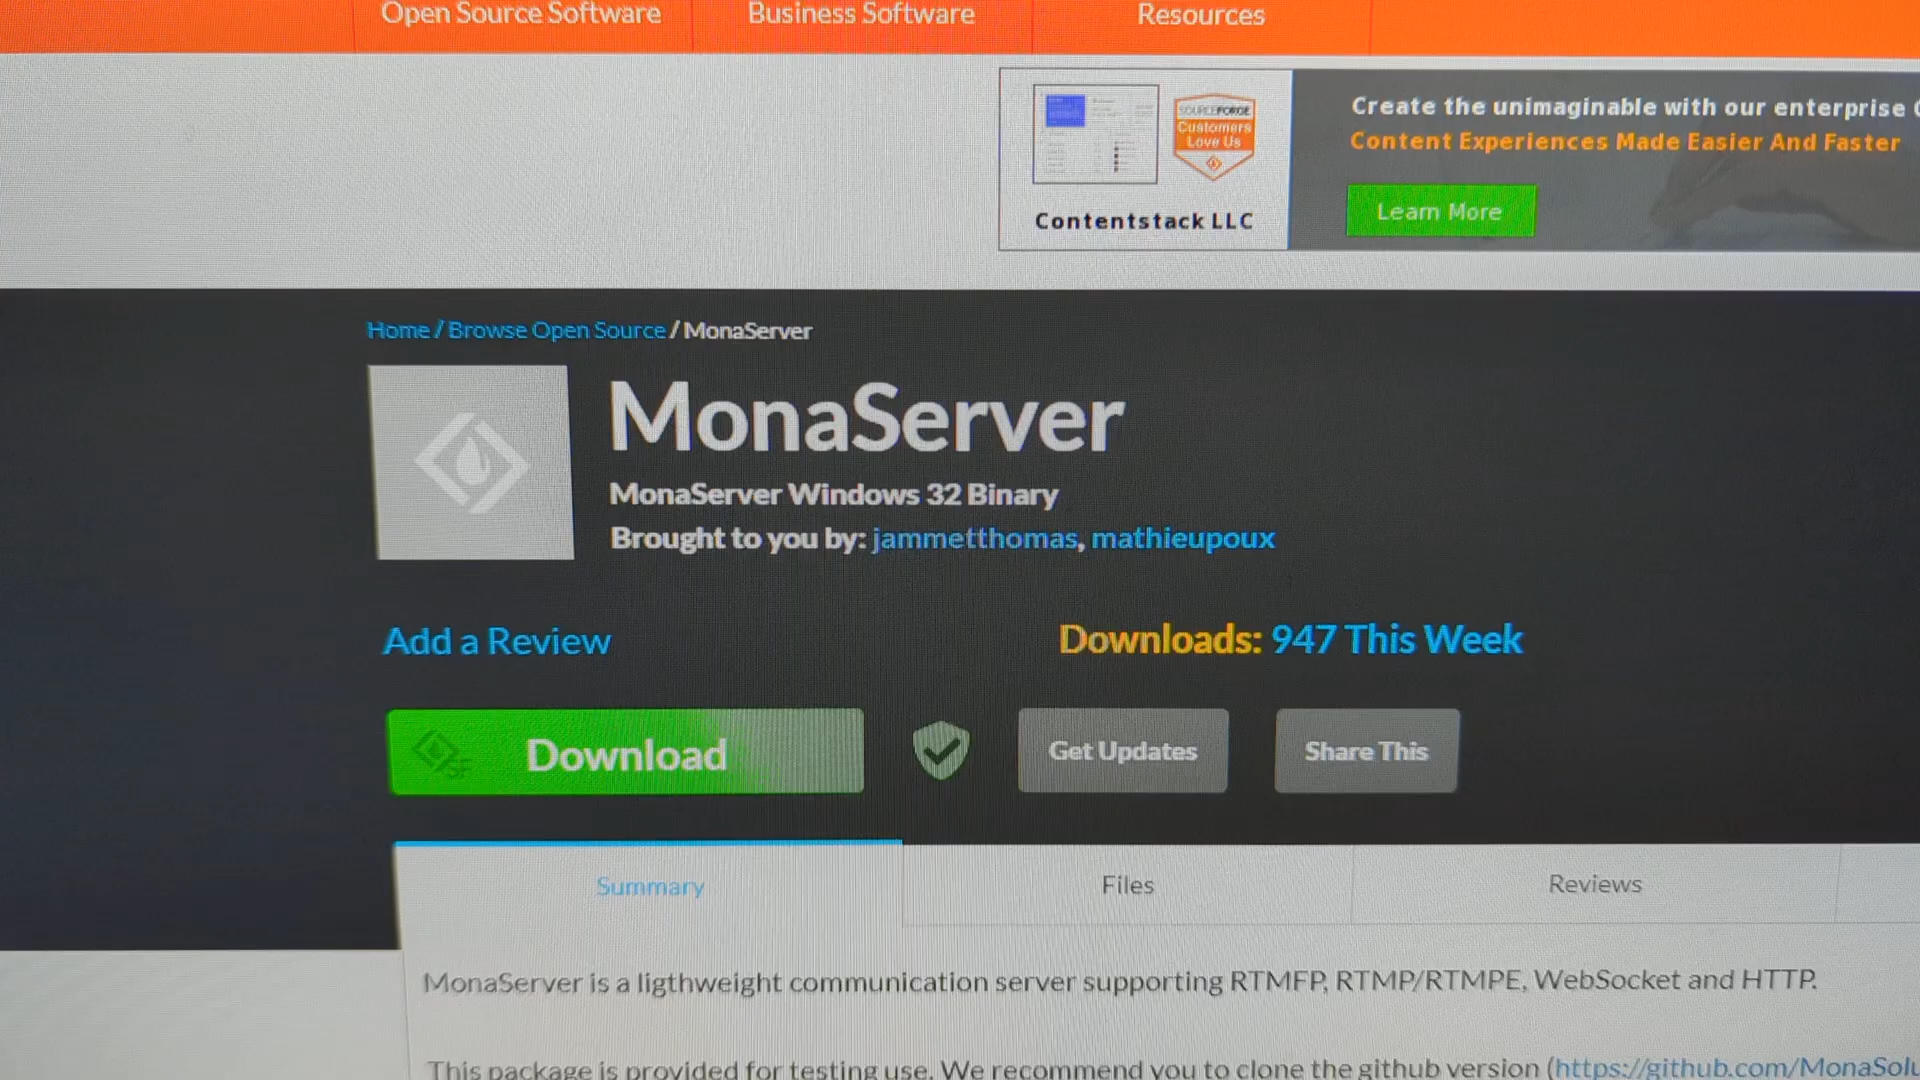 Open Source Software
Business Software
Resources
SOURCEFORGE
Customers
Love Us
Contentstack LLC
Create the unimaginable with our enterprise
Content Experiences Made Easier And Faster
Learn More
Home / Browse Open Source / MonaServer
MonaServer
MonaServer Windows 32 Binary
Brought to you by: jammetthomas, mathieupoux
Add a Review
Downloads: 947 This Week
SF
Download
Get Updates
Share This
Summary
Files
Reviews
MonaServer is a ligthweight communication server supporting RTMFP, RTMP/RTMPE, WebSocket and HTTP.
This package is provided for testing use. We recommend you to clone the github version (https://github.com/MonaSolu